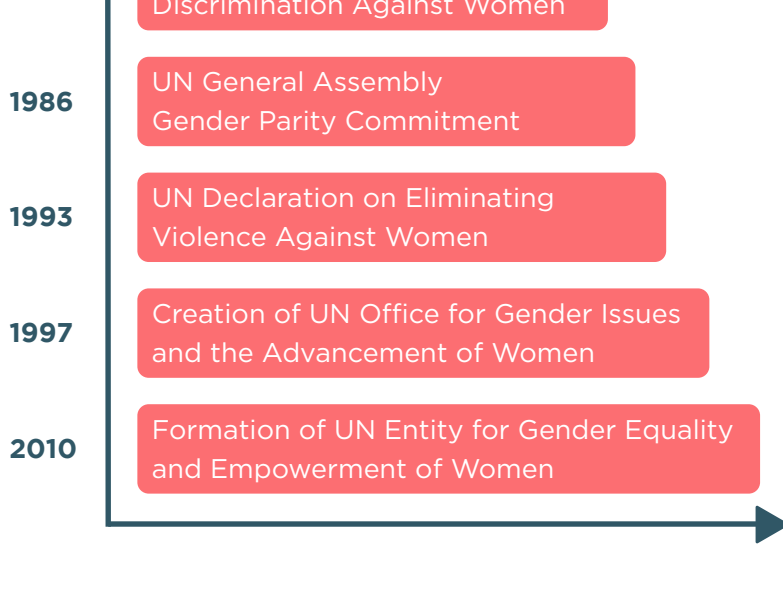 Discrimination Against Women
1986
UN General Assembly
Gender Parity Commitment
1993
UN Declaration on Eliminating
Violence Against Women
1997
Creation of UN Office for Gender Issues
and the Advancement of Women
2010
Formation of UN Entity for Gender Equality
and Empowerment of Women